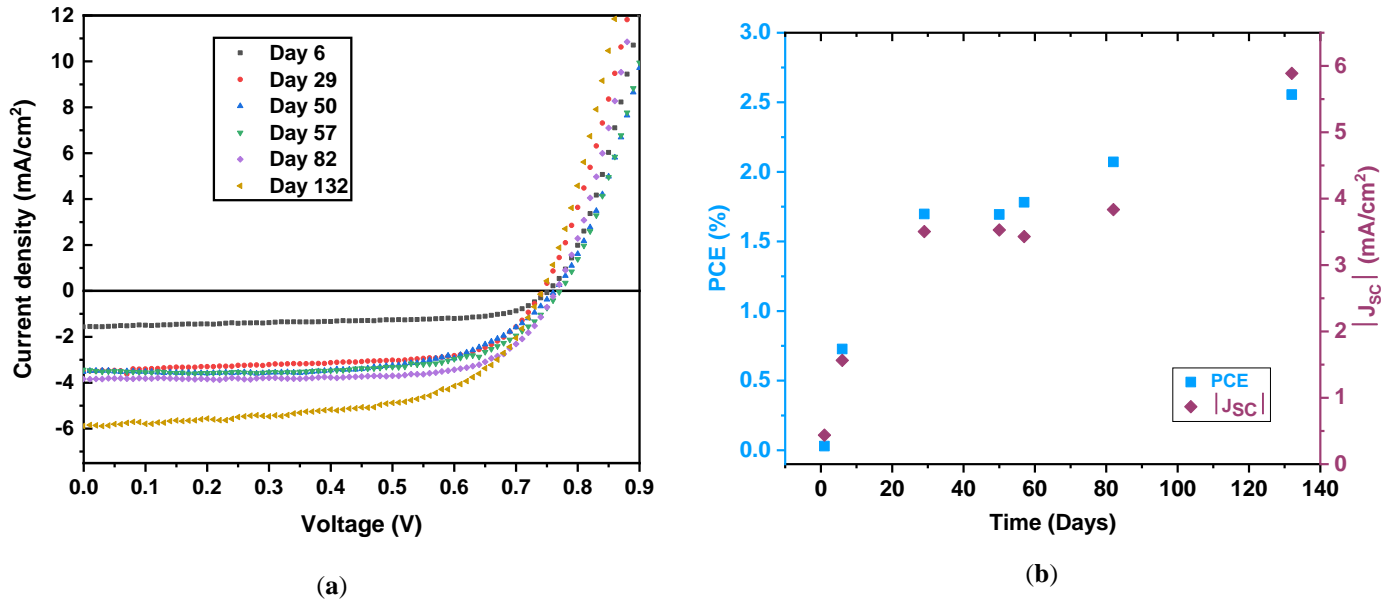 12
10
8
6
4
2
0
-2
-4
-6
Current density (mA/cm²)
Day 6
Day 29
Day 50
Day 57
Day 82
Day 132
0.0 0.1 0.2 0.3 0.4 0.5 0.6 0.7 0.8 0.9
Voltage (V)
(a)
3.0
2.5
2.0
1.5
1.0
0.5
0.0
PCE (%)
PCE
|JSC|
6
5
4
3
2
1
0
|JSC| (mA/cm²)
0 20 40 60 80 100 120 140
Time (Days)
(b)